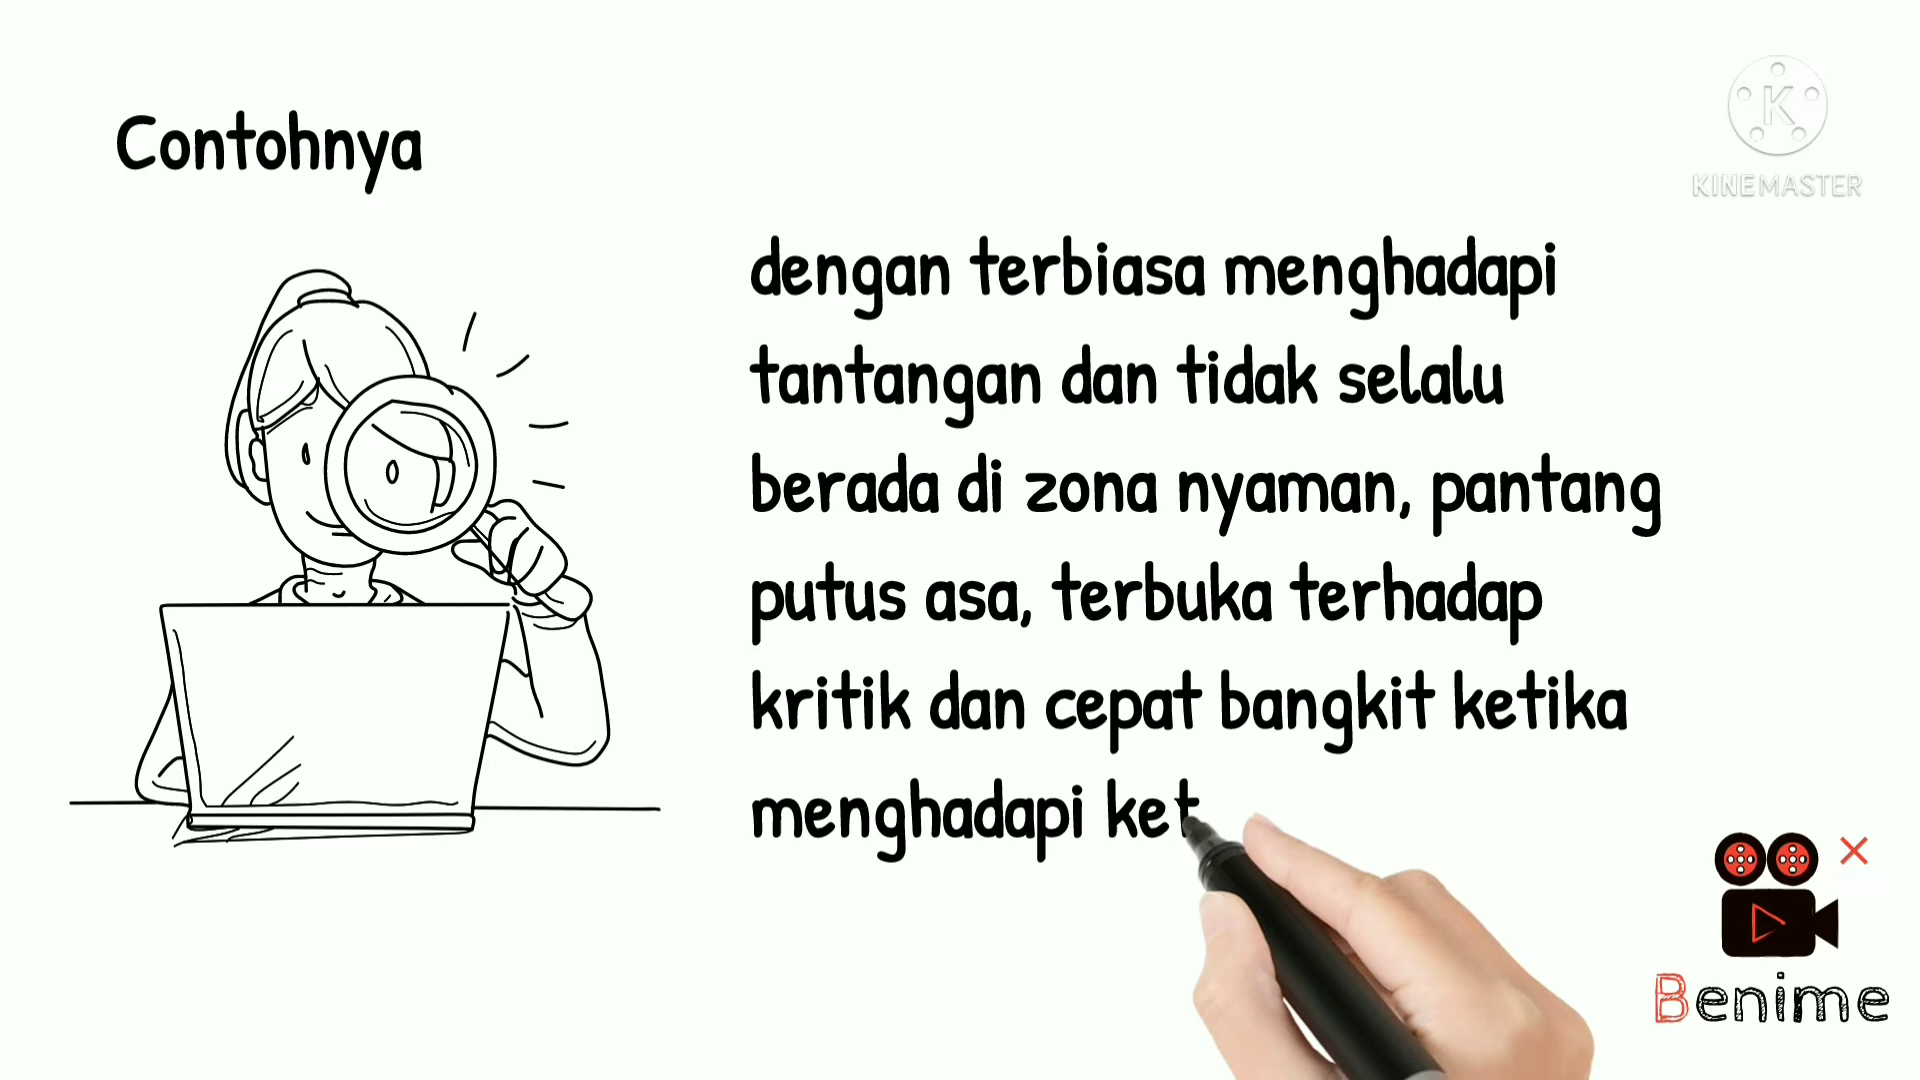 Contohnya
KINEMASTER
dengan terbiasa menghadapi
tantangan dan tidak selalu
berada di zona nyaman, pantang
putus asa, terbuka terhadap
kritik dan cepat bangkit ketika
menghadapi ket
Benime